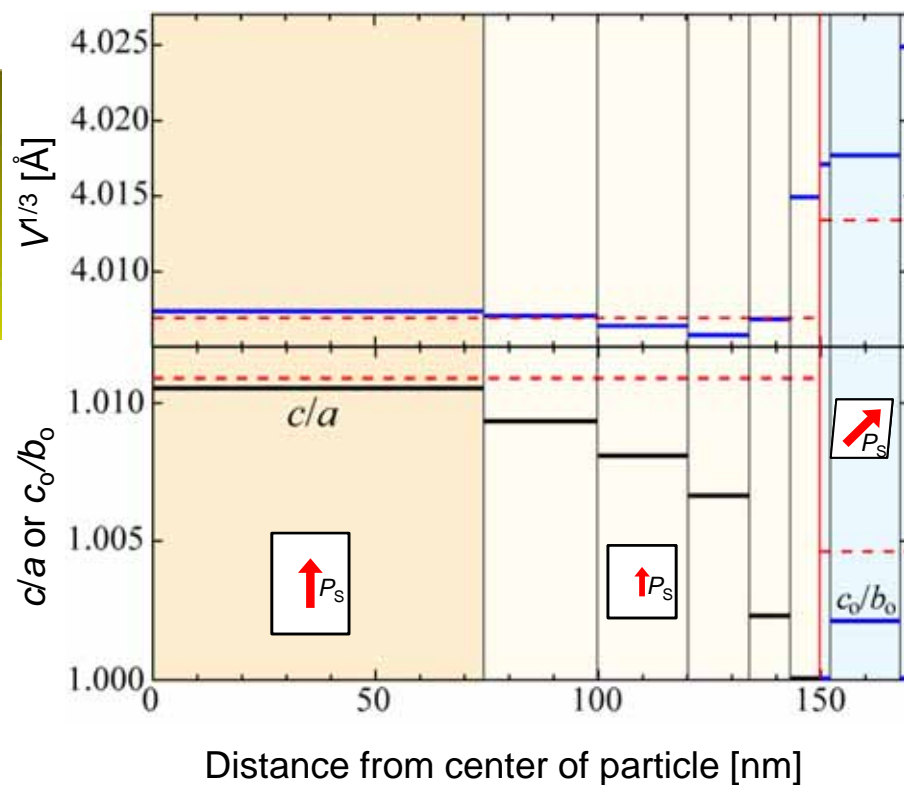 4.025
4.020
4.015
4.010
V1/3 [Å]
1.010
1.005
1.000
c/a or co/bo
c/a
PS
PS
PS
co/bo
0 50 100 150
Distance from center of particle [nm]